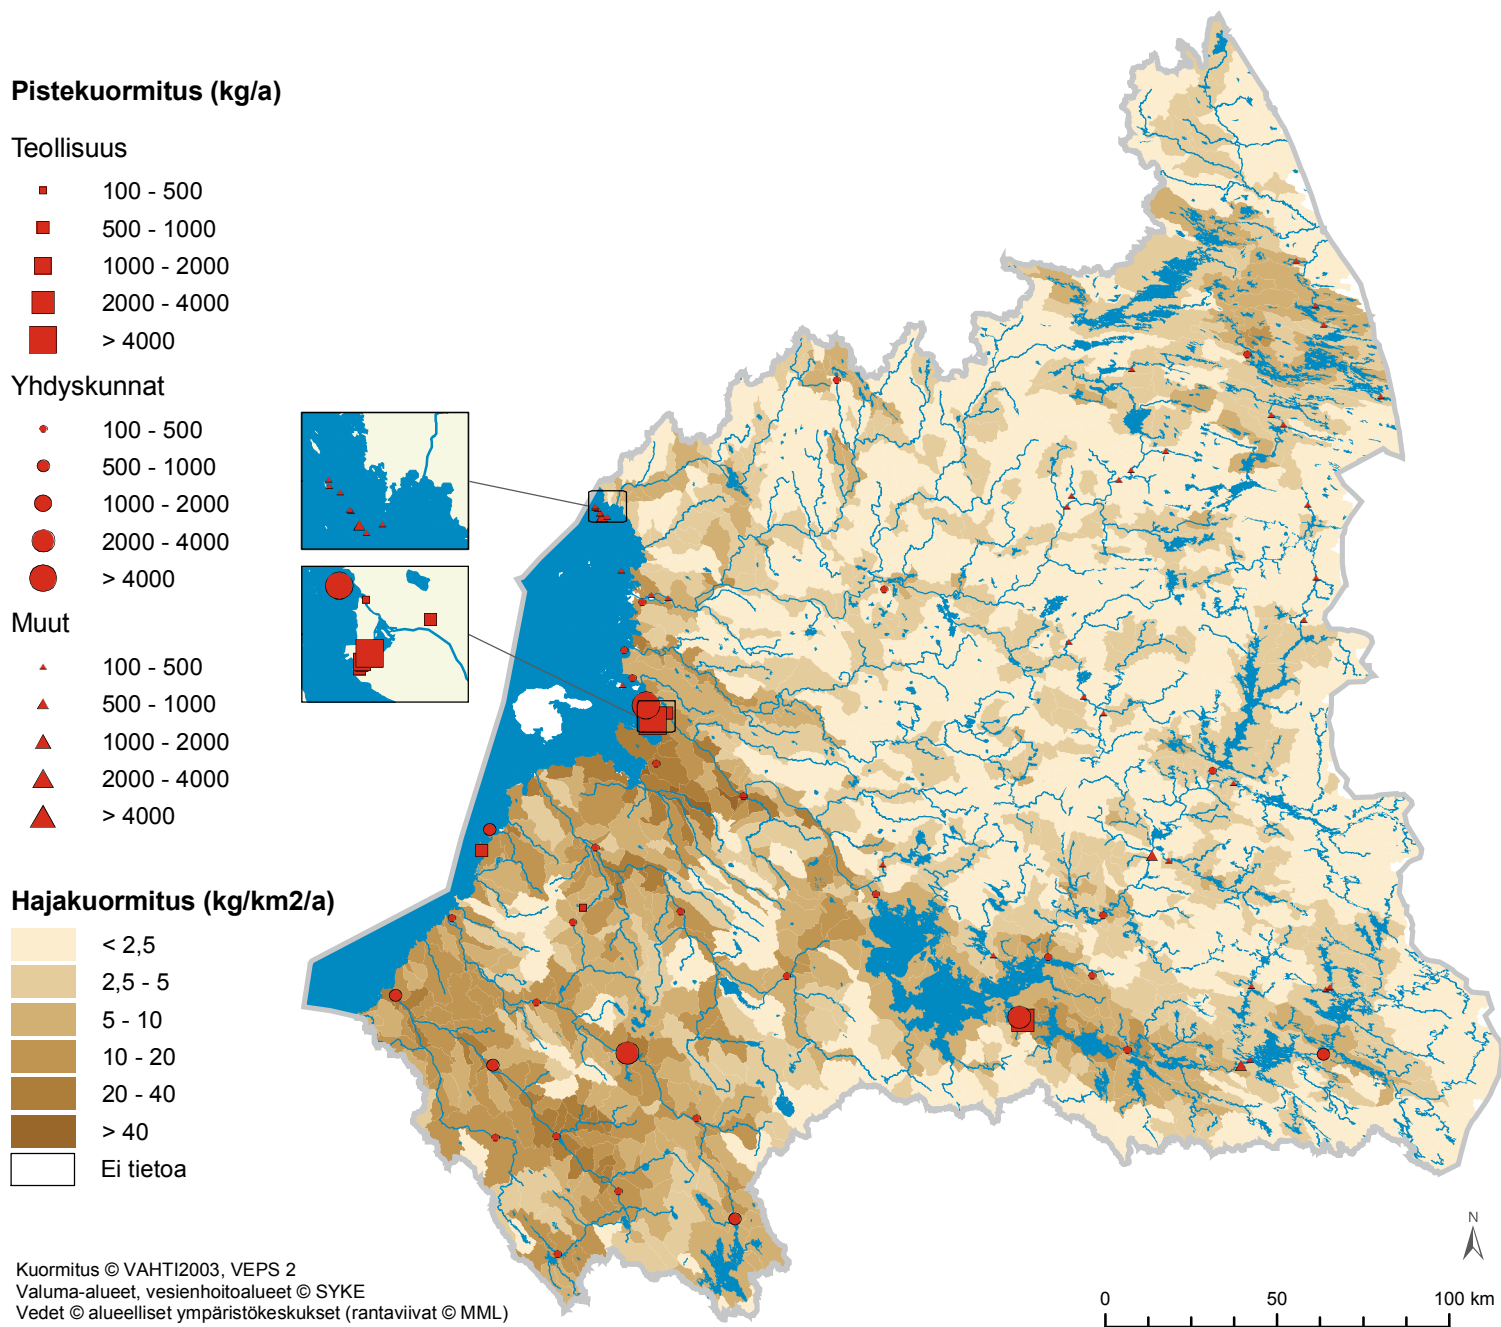 Pistekuormitus (kg/a)
Teollisuus
100 - 500
500 - 1000
1000 - 2000
2000 - 4000
> 4000
Yhdyskunnat
100 - 500
500 - 1000
1000 - 2000
2000 - 4000
> 4000
Muut
100 - 500
500 - 1000
1000 - 2000
2000 - 4000
> 4000
Hajakuormitus (kg/km2/a)
< 2,5
2,5 - 5
5 - 10
10 - 20
20 - 40
> 40
Ei tietoa
Kuormitus © VAHTI2003, VEPS 2
Valuma-alueet, vesienhoitoalueet © SYKE
Vedet © alueelliset ympäristökeskukset (rantaviivat © MML)
N
0 50 100 km